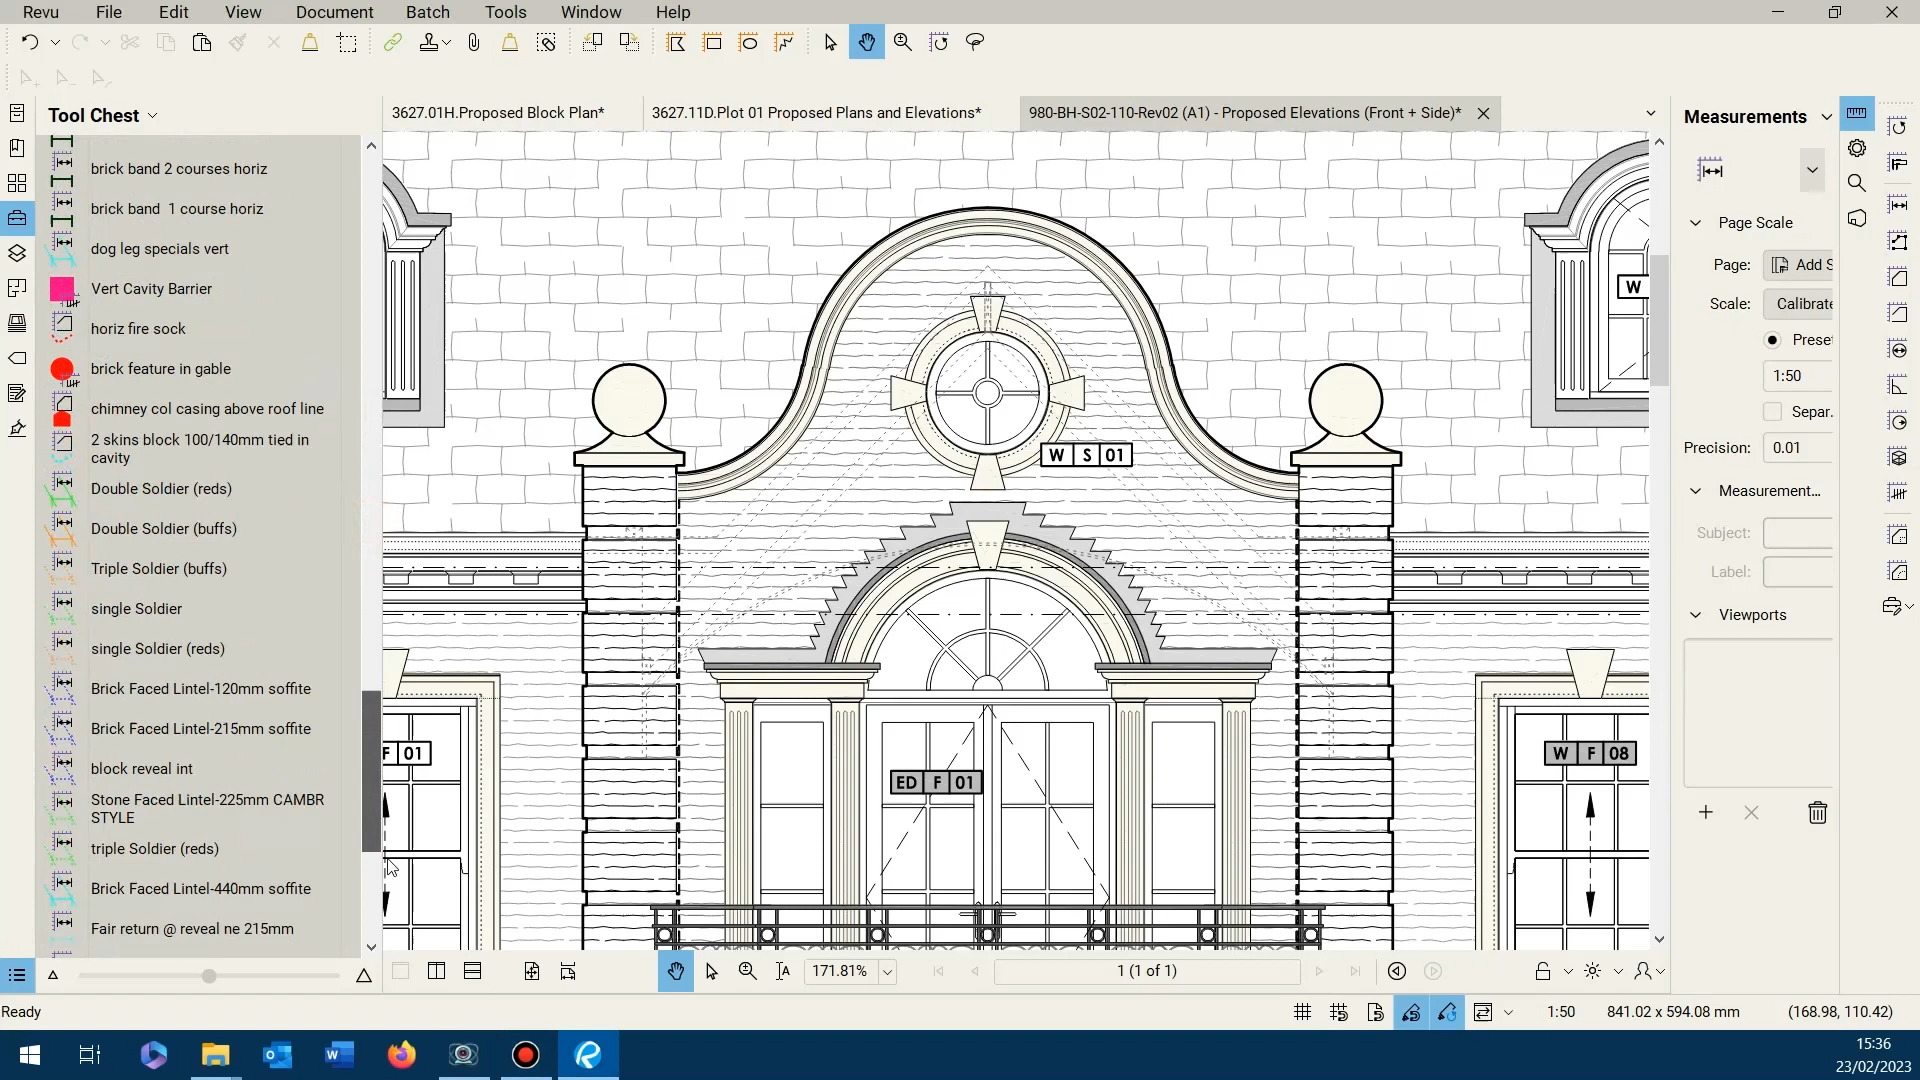 Revu File Edit View Document Batch Tools Window Help
Tool Chest
3627.01H.Proposed Block Plan* 3627.11D.Plot 01 Proposed Plans and Elevations* 980-BH-S02-110-Rev02 (A1) - Proposed Elevations (Front + Side)*
Measurements
brick band 2 courses horiz
brick band 1 course horiz
dog leg specials vert
Vert Cavity Barrier
horiz fire sock
brick feature in gable
chimney col casing above roof line
2 skins block 100/140mm tied in
cavity
Double Soldier (reds)
Double Soldier (buffs)
Triple Soldier (buffs)
single Soldier
single Soldier (reds)
Brick Faced Lintel-120mm soffite
Brick Faced Lintel-215mm soffite
block reveal int
Stone Faced Lintel-225mm CAMBR
STYLE
triple Soldier (reds)
Brick Faced Lintel-440mm soffite
Fair return @ reveal ne 215mm
W
W S 01
F 01
ED F 01
W F 08
Page Scale
Page: Add S
Scale: Calibrate
Preset
1:50
Separ.
Precision: 0.01
Measurement...
Subject:
Label:
Viewports
171.81% 1 (1 of 1)
Ready 1:50 841.02 x 594.08 mm (168.98, 110.42)
15:36
23/02/2023